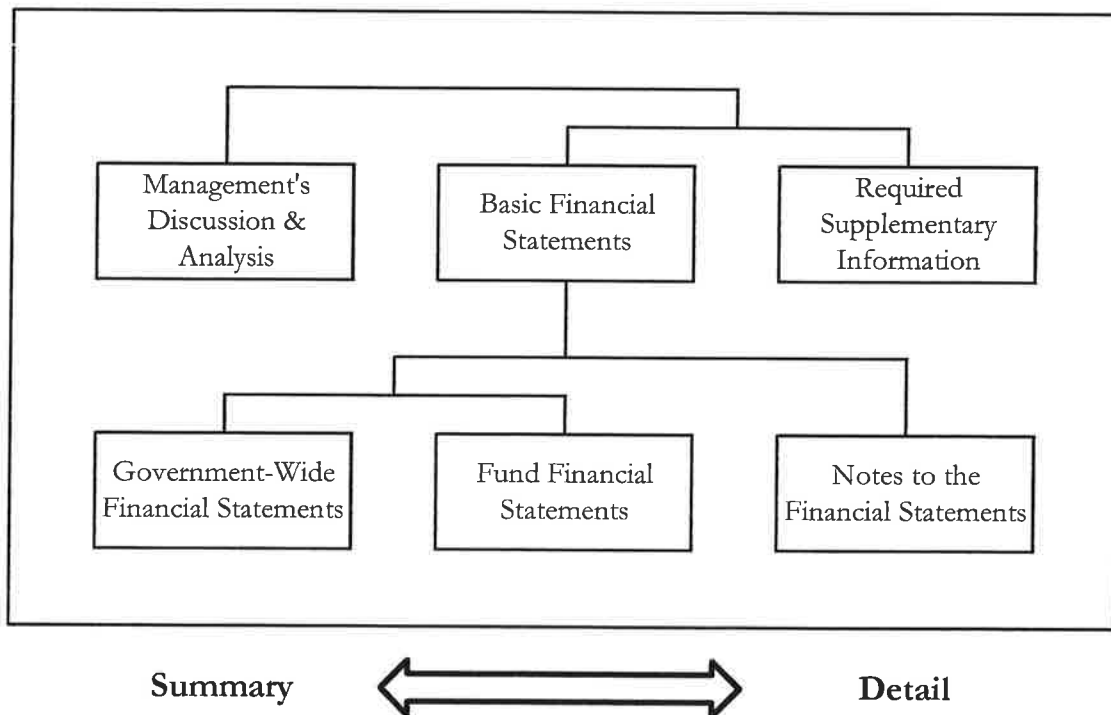 Management's
Discussion &
Analysis
Basic Financial
Statements
Required
Supplementary
Information
Government-Wide
Financial Statements
Fund Financial
Statements
Notes to the
Financial Statements
Summary
Detail